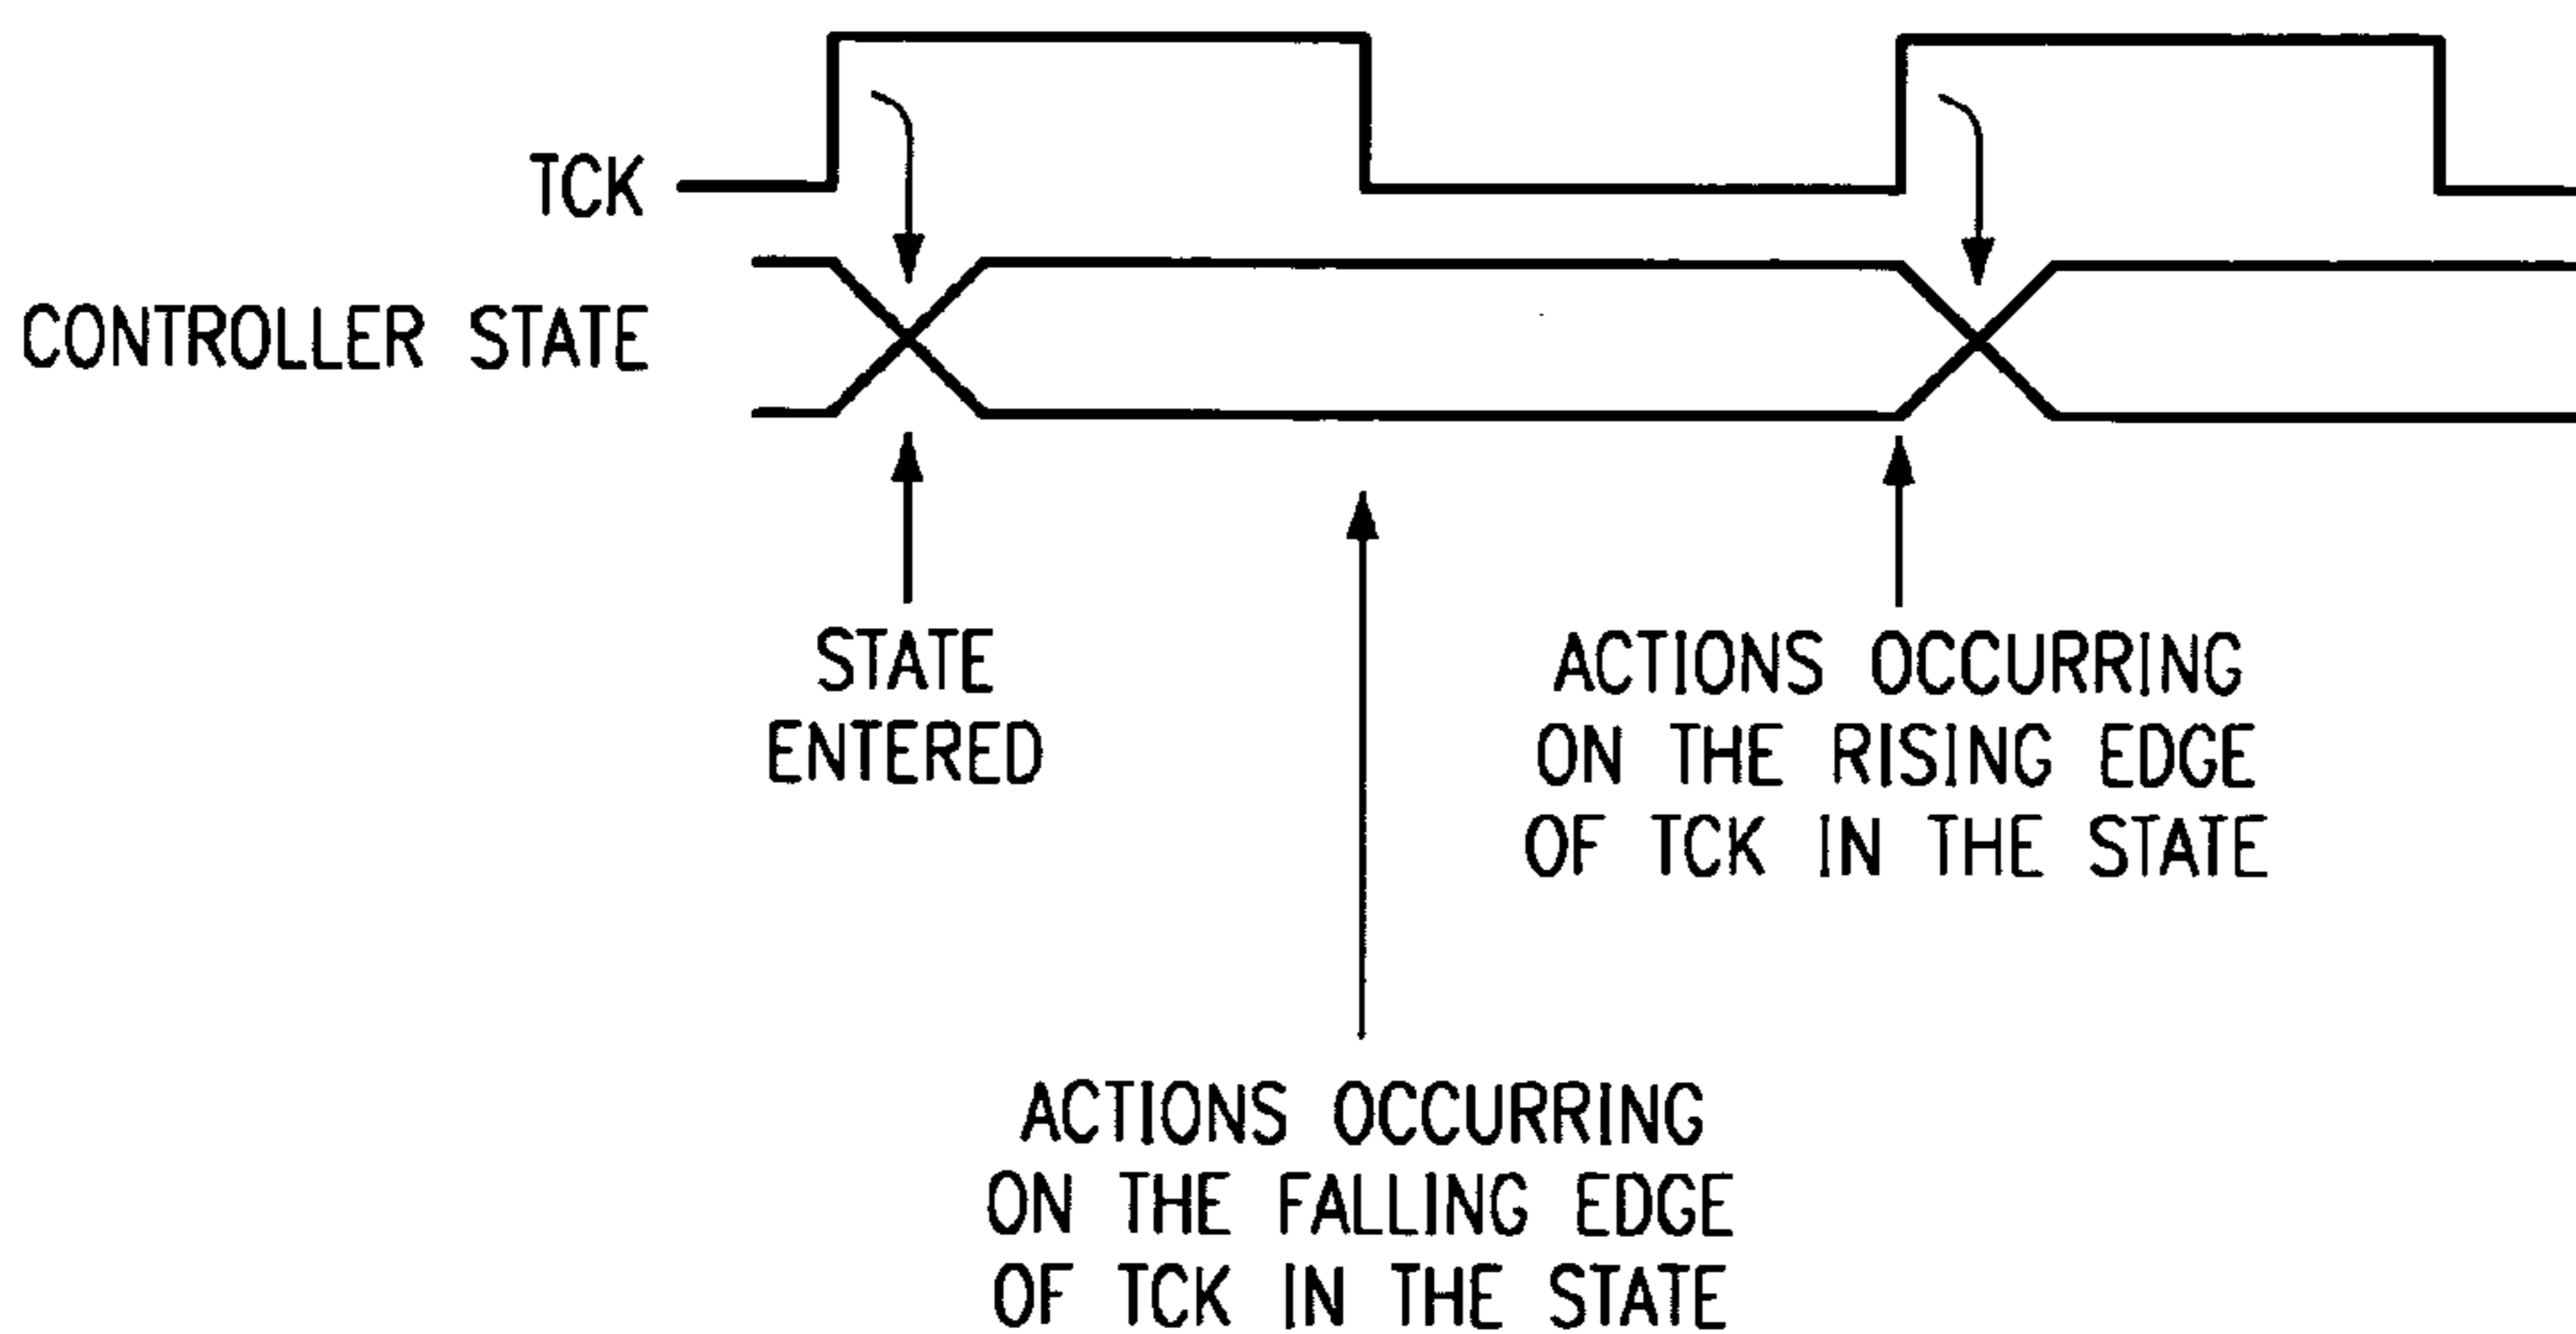 TCK
CONTROLLER STATE
STATE
ENTERED
ACTIONS OCCURRING
ON THE RISING EDGE
OF TCK IN THE STATE
ACTIONS OCCURRING
ON THE FALLING EDGE
OF TCK IN THE STATE